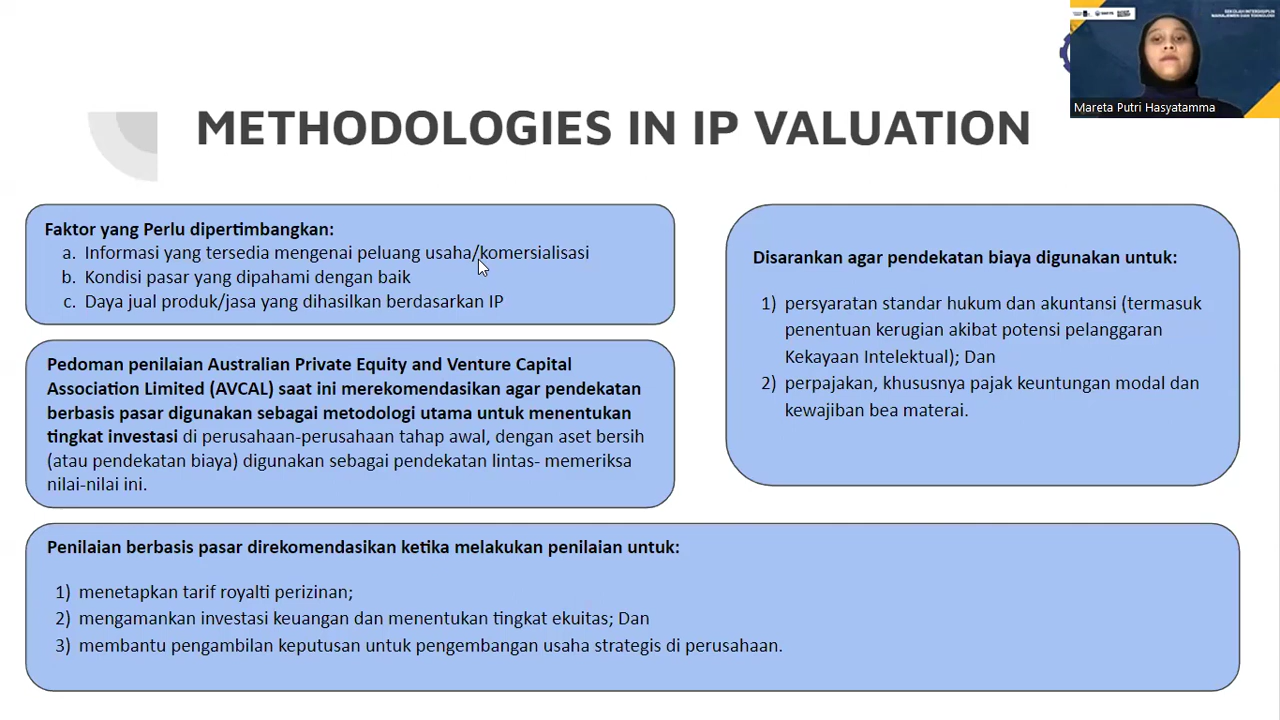 METHODOLOGIES IN IP VALUATION
Mareta Putri Hasyatamma
Faktor yang Perlu dipertimbangkan:
a. Informasi yang tersedia mengenai peluang usaha/komersialisasi
b. Kondisi pasar yang dipahami dengan baik
c. Daya jual produk/jasa yang dihasilkan berdasarkan IP
Pedoman penilaian Australian Private Equity and Venture Capital
Association Limited (AVCAL) saat ini merekomendasikan agar pendekatan
berbasis pasar digunakan sebagai metodologi utama untuk menentukan
tingkat investasi di perusahaan-perusahaan tahap awal, dengan aset bersih
(atau pendekatan biaya) digunakan sebagai pendekatan lintas- memeriksa
nilai-nilai ini.
Disarankan agar pendekatan biaya digunakan untuk:
1) persyaratan standar hukum dan akuntansi (termasuk
penentuan kerugian akibat potensi pelanggaran
Kekayaan Intelektual); Dan
2) perpajakan, khususnya pajak keuntungan modal dan
kewajiban bea materai.
Penilaian berbasis pasar direkomendasikan ketika melakukan penilaian untuk:
1) menetapkan tarif royalti perizinan;
2) mengamankan investasi keuangan dan menentukan tingkat ekuitas; Dan
3) membantu pengambilan keputusan untuk pengembangan usaha strategis di perusahaan.